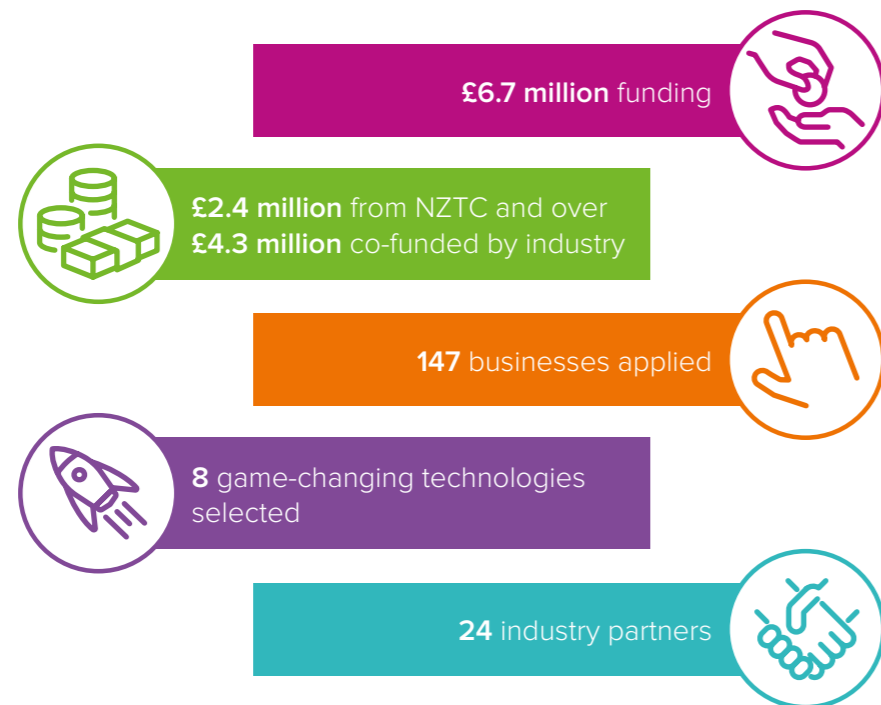 £6.7 million funding
£2.4 million from NZTC and over
£4.3 million co-funded by industry
147 businesses applied
8 game-changing technologies
selected
24 industry partners